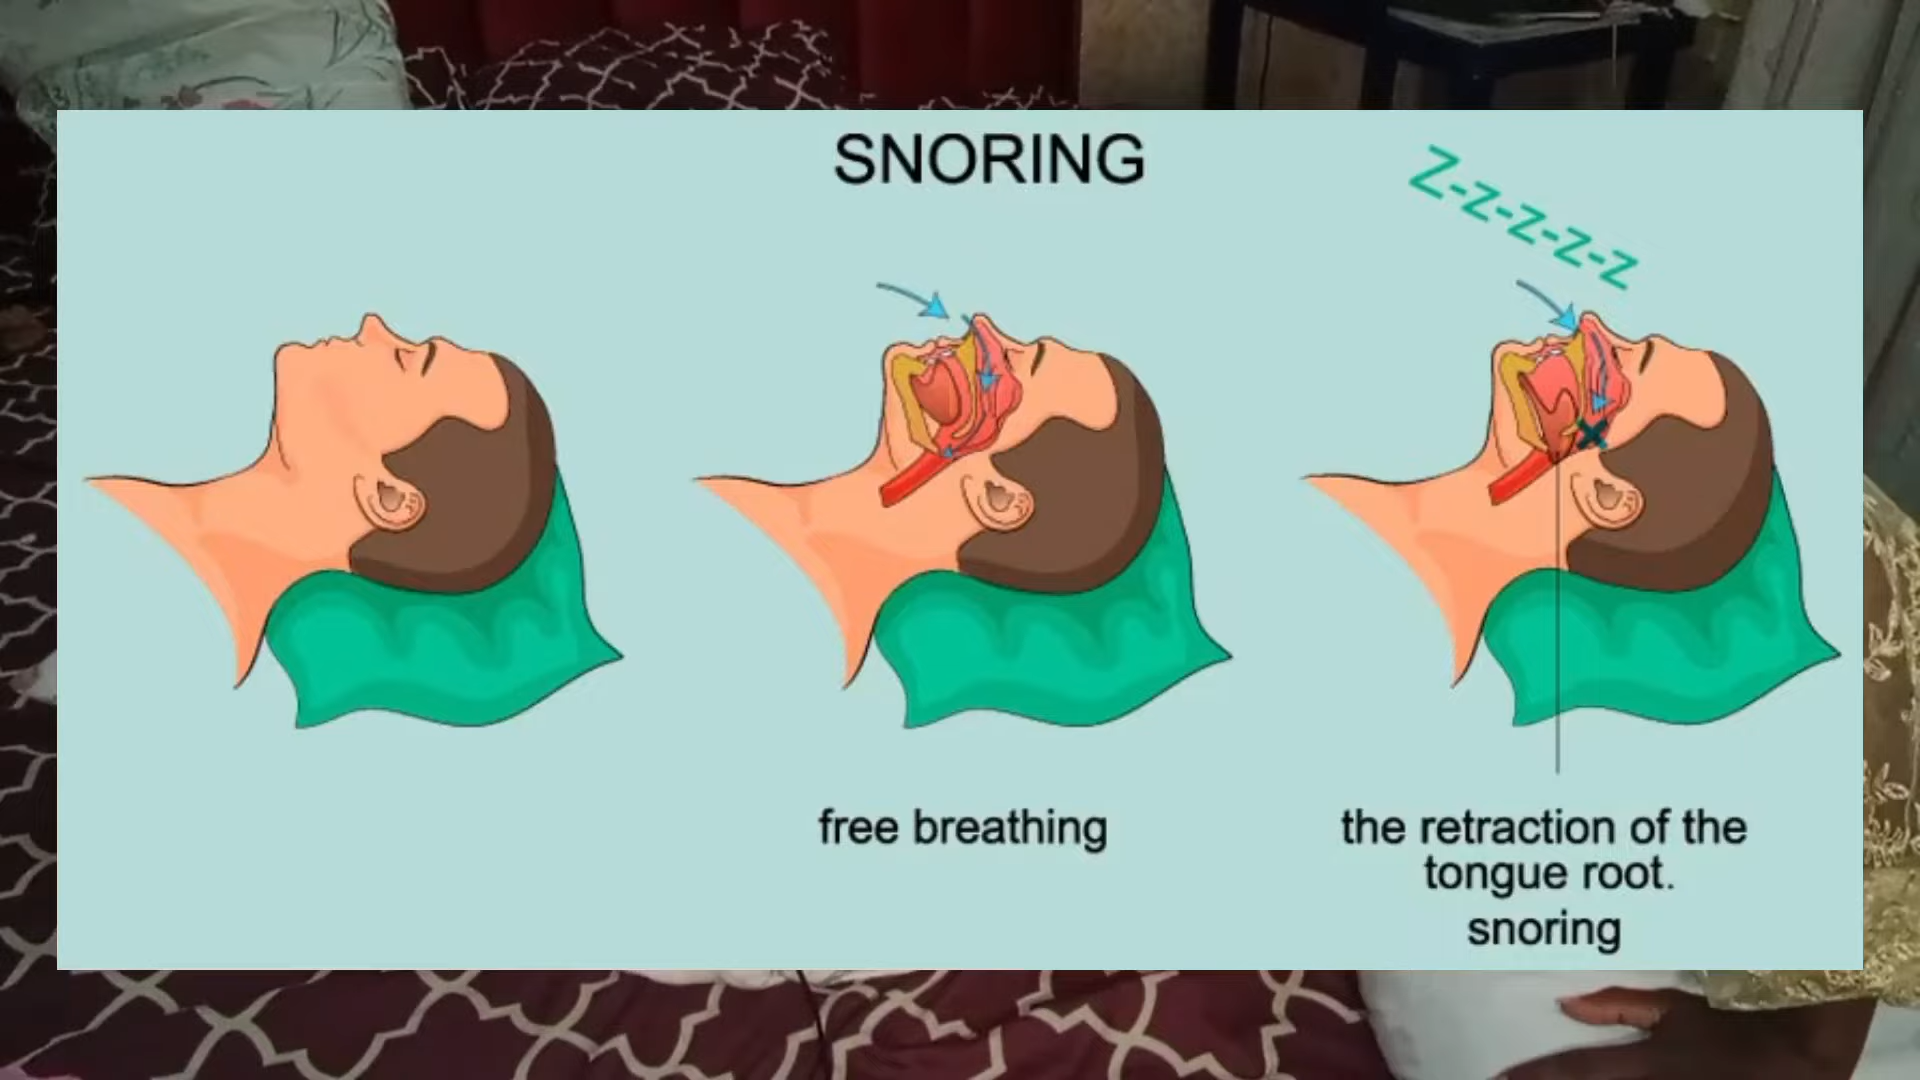 SNORING
Z-Z-Z-Z-Z
free breathing
the retraction of the
tongue root.
snoring